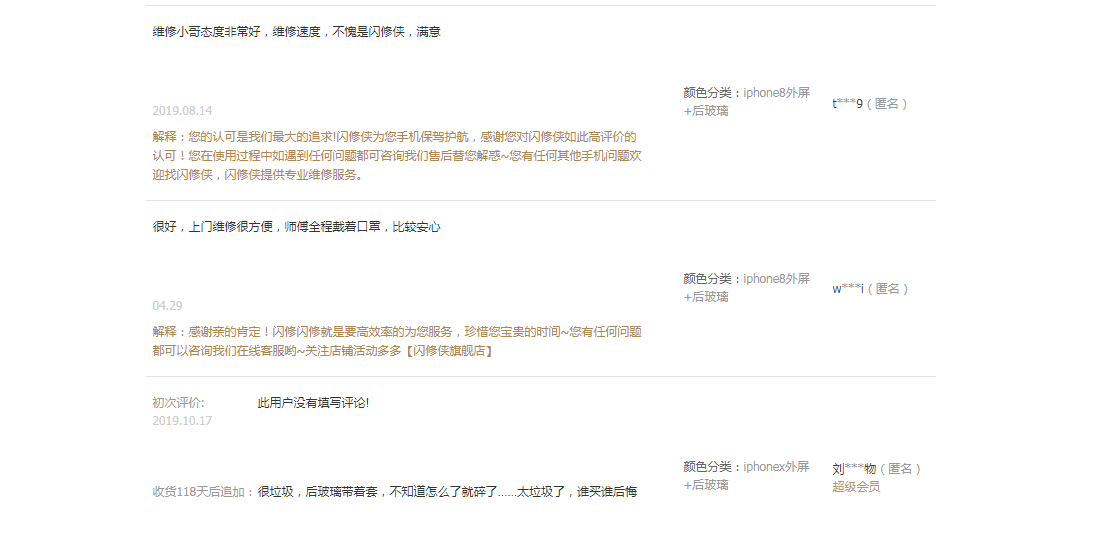 维修小哥态度非常好，维修速度，不愧是闪修侠，满意
2019.08.14
解释：您的认可是我们最大的追求!闪修侠为您手机保驾护航，感谢您对闪修侠如此高评价的
认可！您在使用过程中如遇到任何问题都可咨询我们售后替您解惑~您有任何其他手机问题欢
迎找闪修侠，闪修侠提供专业维修服务。
颜色分类：iphone8外屏
+后玻璃
t***9（匿名）
很好，上门维修很方便，师傅全程戴着口罩，比较安心
04.29
解释：感谢亲的肯定！闪修闪修就是要高效率的为您服务，珍惜您宝贵的时间~您有任何问题
都可以咨询我们在线客服哟~关注店铺活动多多【闪修侠旗舰店】
颜色分类：iphone8外屏
+后玻璃
w***i（匿名）
初次评价: 此用户没有填写评论!
2019.10.17
收货118天后追加：很垃圾，后玻璃带着套，不知道怎么了就碎了......太垃圾了，谁买谁后悔
颜色分类：iphonex外屏
+后玻璃
刘***物（匿名）
超级会员